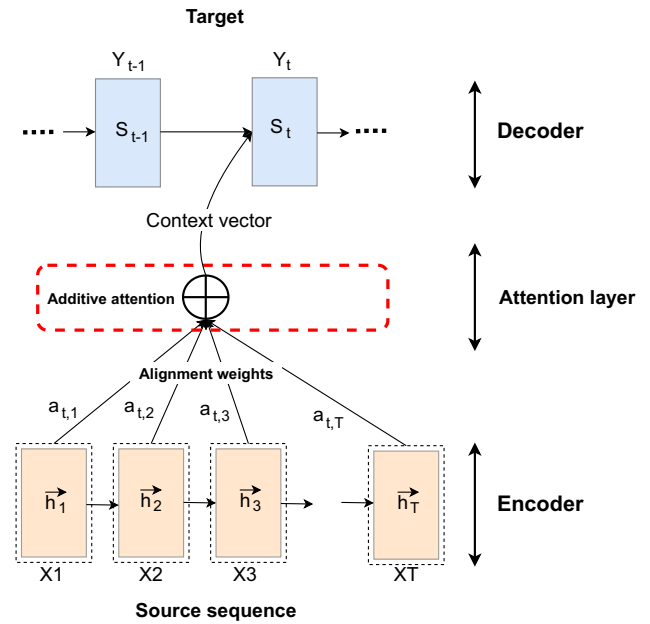 Target
Y t-1
Y t
S t-1
S t
Decoder
Context vector
Additive attention
Attention layer
Alignment weights
a t,1
a t,2
a t,3
a t,T
h 1
h 2
h 3
h T
Encoder
X1
X2
X3
XT
Source sequence